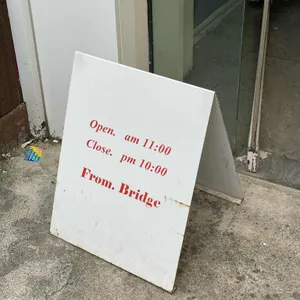 Open. am 11:00
Close. pm 10:00
From. Bridge